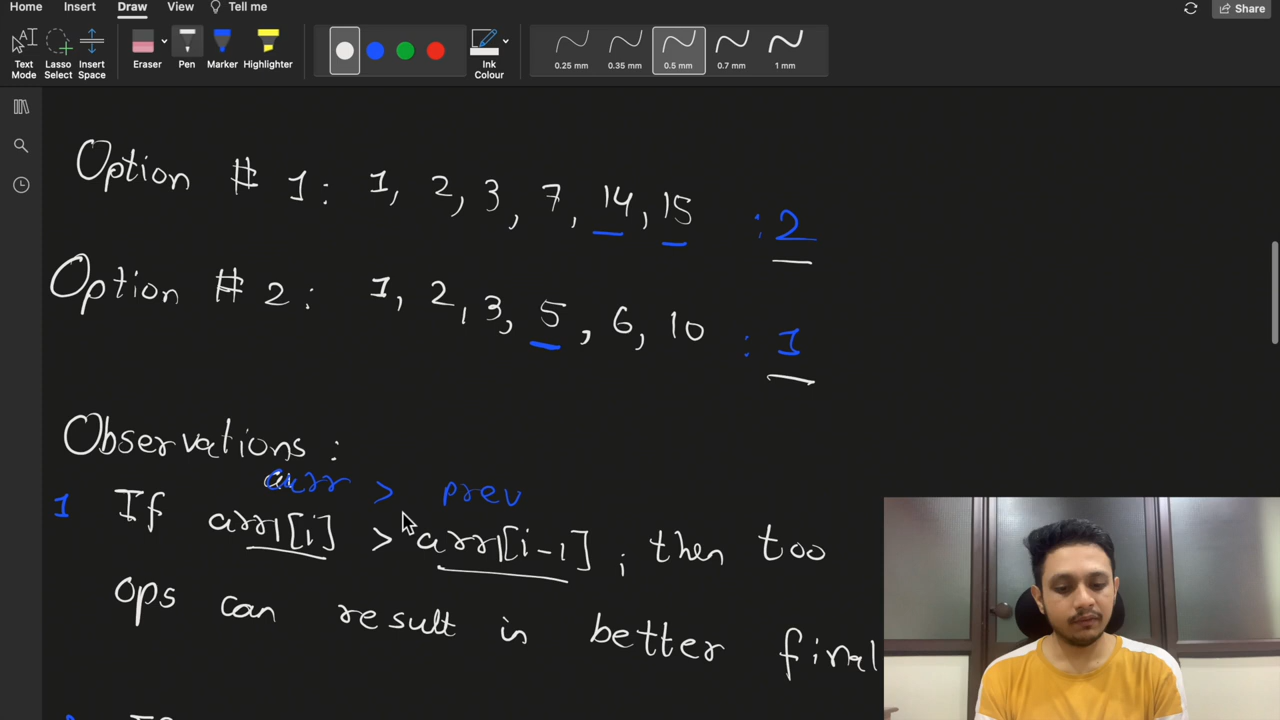 Home Insert Draw View Tell me Share
Text Mode Lasso Select Insert Space Eraser Pen Marker Highlighter Ink Colour 0.25 mm 0.35 mm 0.5 mm 0.7 mm 1 mm
Option # 1: 1, 2, 3, 7, 14, 15 : 2
Option # 2: 1, 2, 3, 5, 6, 10 : 1
Observations :
curr > prev
1 If arr1[i] > arr1[i-1], then too
ops can result in better final